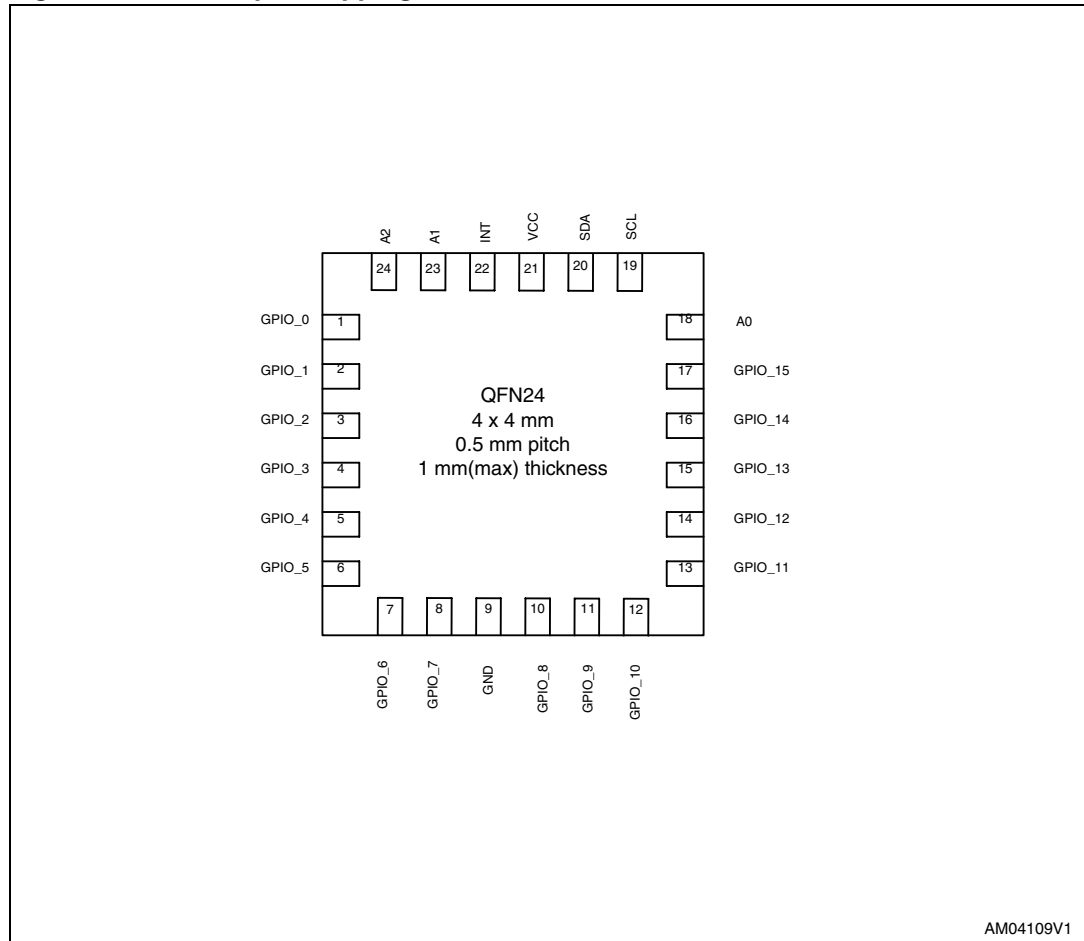 A2
A1
INT
VCC
SDA
SCL
24
23
22
21
20
19
GPIO_0
1
18
A0
GPIO_1
2
17
GPIO_15
GPIO_2
3
16
GPIO_14
GPIO_3
4
15
GPIO_13
GPIO_4
5
14
GPIO_12
GPIO_5
6
13
GPIO_11
QFN24
4 x 4 mm
0.5 mm pitch
1 mm(max) thickness
7
8
9
10
11
12
GPIO_6
GPIO_7
GND
GPIO_8
GPIO_9
GPIO_10
AM04109V1